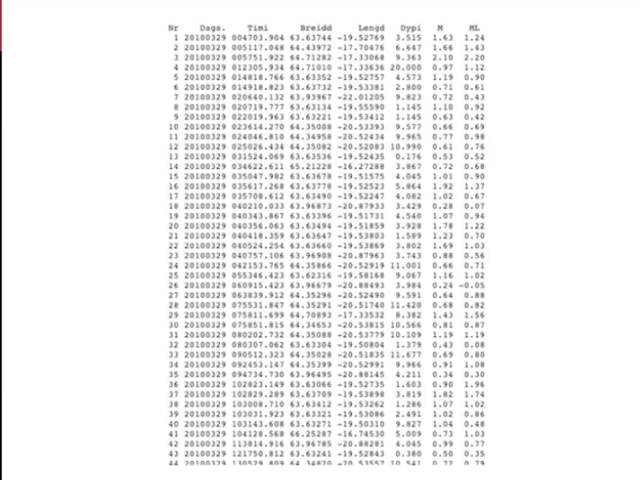 Nr Dags. Timi Breidd Lengd Dypi M ML
1 20100329 004703.904 63.63744 -19.52769 3.515 1.63 1.24
2 20100329 005117.048 64.43972 -17.70476 6.647 1.66 1.43
3 20100329 005751.922 64.71282 -17.33068 9.363 2.10 2.20
4 20100329 012305.934 64.71010 -17.33636 20.000 0.97 1.12
5 20100329 014818.766 63.63352 -19.52757 4.573 1.19 0.90
6 20100329 014918.823 63.63732 -19.53381 2.800 0.71 0.61
7 20100329 020640.132 63.93967 -22.01205 9.823 0.72 0.43
8 20100329 020719.777 63.63134 -19.55590 1.145 1.10 0.92
9 20100329 022019.963 63.63221 -19.53412 1.145 0.63 0.42
10 20100329 023614.270 64.35008 -20.53393 9.577 0.66 0.69
11 20100329 024046.810 64.34958 -20.52434 9.965 0.77 0.98
12 20100329 025026.434 64.35082 -20.52083 10.990 0.61 0.76
13 20100329 031524.069 63.63536 -19.52435 0.176 0.53 0.52
14 20100329 034622.611 65.21228 -16.27288 3.867 0.72 0.68
15 20100329 035047.982 63.63678 -19.51575 4.045 1.01 0.90
16 20100329 035617.268 63.63778 -19.52523 5.864 1.92 1.37
17 20100329 035708.612 63.63490 -19.52247 4.082 1.02 0.67
18 20100329 040210.033 63.96873 -20.87933 3.429 0.28 0.07
19 20100329 040343.867 63.63396 -19.51731 4.540 1.07 0.94
20 20100329 040356.063 63.63494 -19.51859 3.928 1.78 1.22
21 20100329 040418.359 63.63647 -19.53803 1.589 1.23 0.70
22 20100329 040524.254 63.63660 -19.53869 3.802 1.69 1.03
23 20100329 040757.106 63.96908 -20.87963 3.743 0.88 0.56
24 20100329 042153.765 64.35866 -20.52919 11.001 0.66 0.71
25 20100329 055346.423 63.62316 -19.58168 9.067 1.16 1.02
26 20100329 060915.423 63.96679 -20.88493 3.984 0.24 -0.05
27 20100329 063839.912 64.35296 -20.52490 9.591 0.64 0.88
28 20100329 075531.847 64.35291 -20.51740 11.420 0.68 0.82
29 20100329 075811.699 64.70893 -17.33532 8.382 1.43 1.56
30 20100329 075851.815 64.34653 -20.53815 10.566 0.81 0.87
31 20100329 080202.732 64.35088 -20.53779 10.109 1.19 1.19
32 20100329 080307.062 63.63304 -19.50804 1.379 0.43 0.08
33 20100329 090512.323 64.35028 -20.51835 11.677 0.69 0.80
34 20100329 092453.147 64.35399 -20.52991 9.966 0.91 1.08
35 20100329 094734.730 63.96495 -20.88145 4.211 0.34 0.30
36 20100329 102823.149 63.63066 -19.52735 1.603 0.90 1.96
37 20100329 102829.289 63.63709 -19.53898 3.819 1.82 1.74
38 20100329 103008.710 63.63412 -19.53262 1.286 1.07 1.02
39 20100329 103031.923 63.63321 -19.53086 2.491 1.02 0.86
40 20100329 103143.608 63.63271 -19.50310 9.827 1.04 0.48
41 20100329 104128.568 66.25287 -16.74530 5.009 0.73 1.03
42 20100329 113814.916 63.96785 -20.88281 4.045 0.99 0.77
43 20100329 121750.812 63.63241 -19.52843 0.380 0.50 0.35
44 20100329 130529.809 64.34820 -20.53557 10.541 0.72 0.79